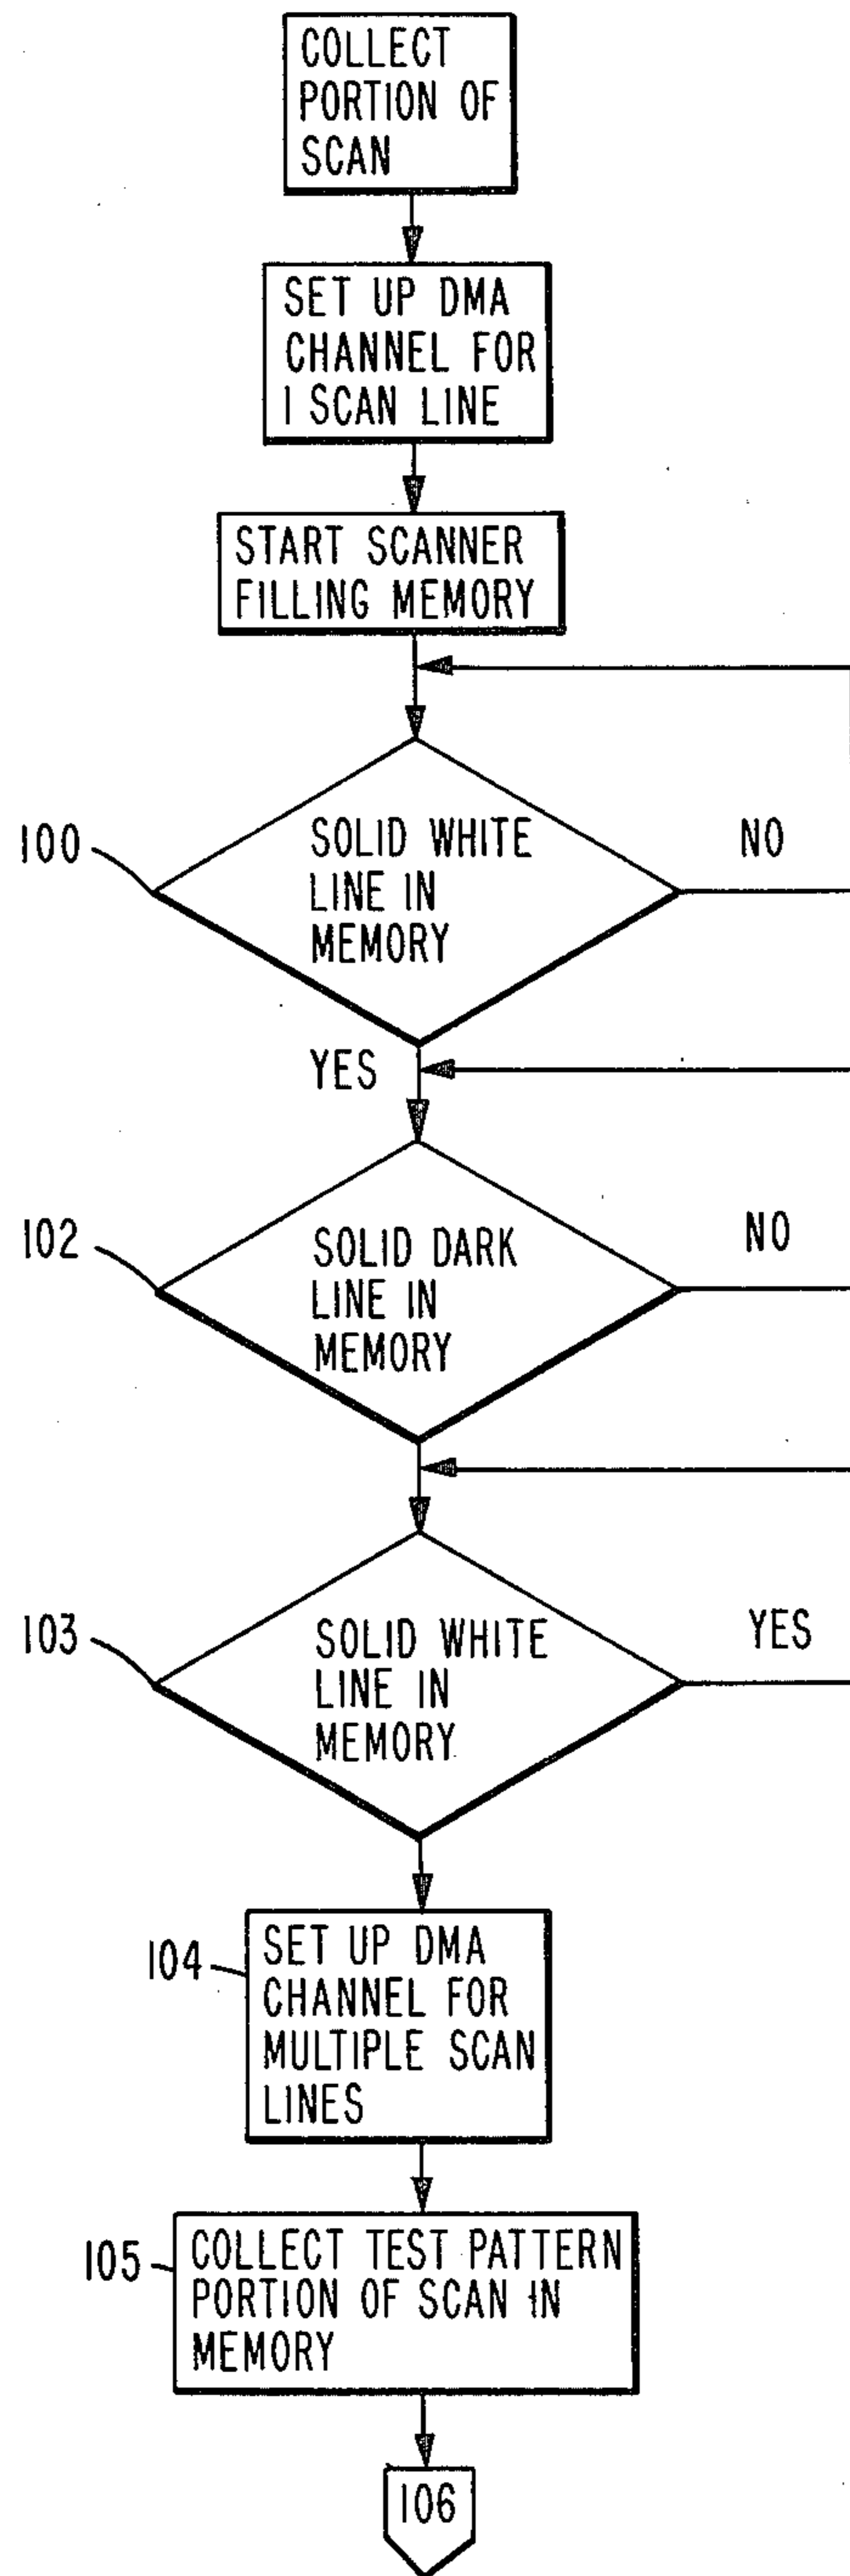 COLLECT
PORTION OF
SCAN
SET UP DMA
CHANNEL FOR
1 SCAN LINE
START SCANNER
FILLING MEMORY
100
SOLID WHITE
LINE IN
MEMORY
NO
YES
102
SOLID DARK
LINE IN
MEMORY
NO
103
SOLID WHITE
LINE IN
MEMORY
YES
104
SET UP DMA
CHANNEL FOR
MULTIPLE SCAN
LINES
105
COLLECT TEST PATTERN
PORTION OF SCAN IN
MEMORY
106